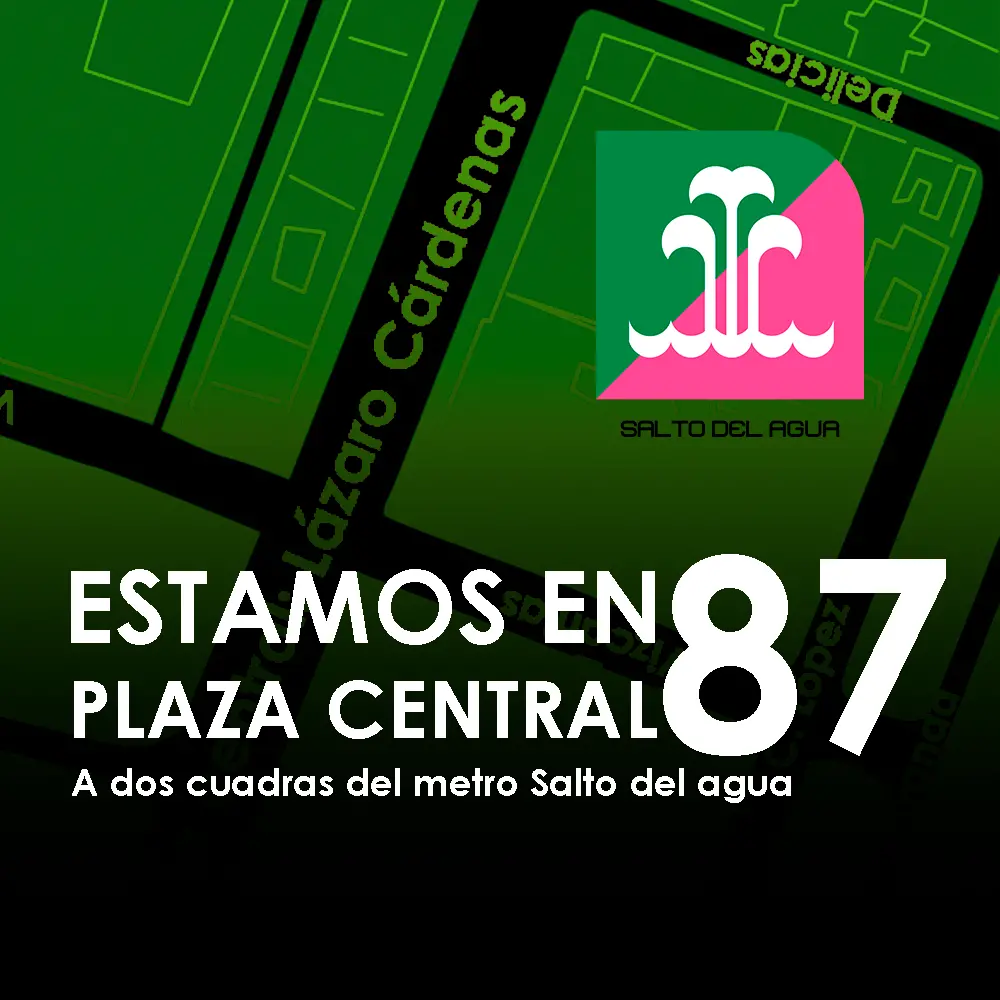 Delicias
Lázaro Cárdenas
SALTO DEL AGUA
ESTAMOS EN
PLAZA CENTRAL
87
A dos cuadras del metro Salto del agua